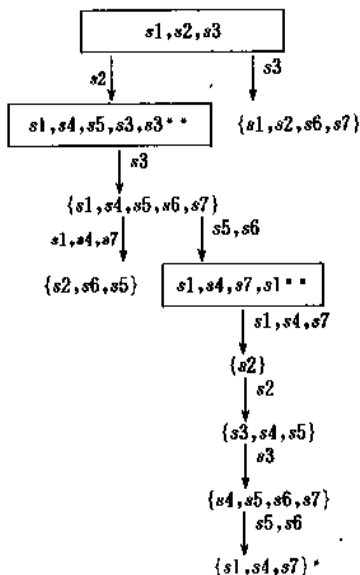 s1,s2,s3
s2
s3
s1,s4,s5,s3,s3**
{s1,s2,s6,s7}
s3
{s1,s4,s5,s6,s7}
s1,s4,s7
s5,s6
{s2,s6,s5}
s1,s4,s7,s1**
s1,s4,s7
{s2}
s2
{s3,s4,s5}
s3
{s4,s5,s6,s7}
s5,s6
{s1,s4,s7}*